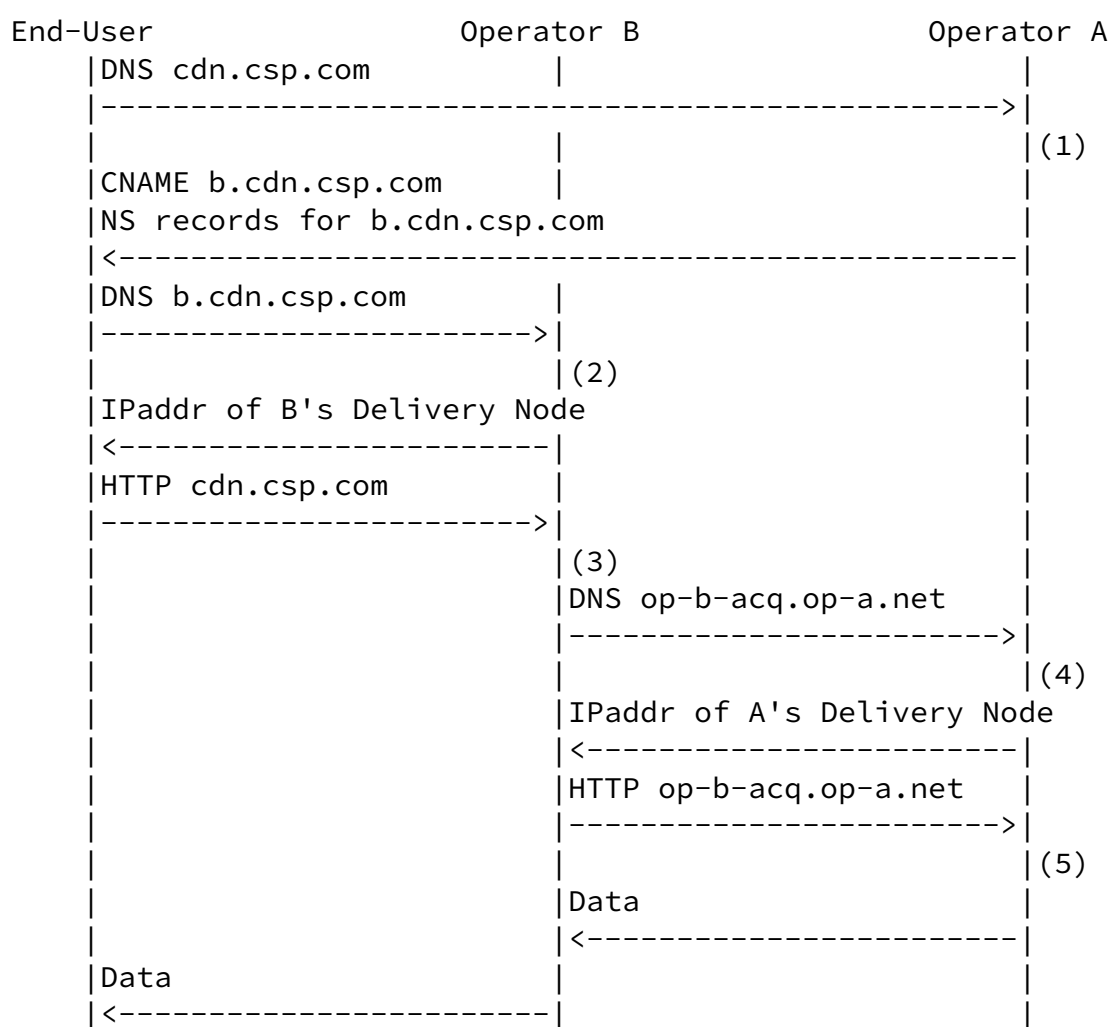 End-User Operator B Operator A
DNS cdn.csp.com
(1)
CNAME b.cdn.csp.com
NS records for b.cdn.csp.com
DNS b.cdn.csp.com
(2)
IPaddr of B's Delivery Node
HTTP cdn.csp.com
(3)
DNS op-b-acq.op-a.net
(4)
IPaddr of A's Delivery Node
HTTP op-b-acq.op-a.net
(5)
Data
Data